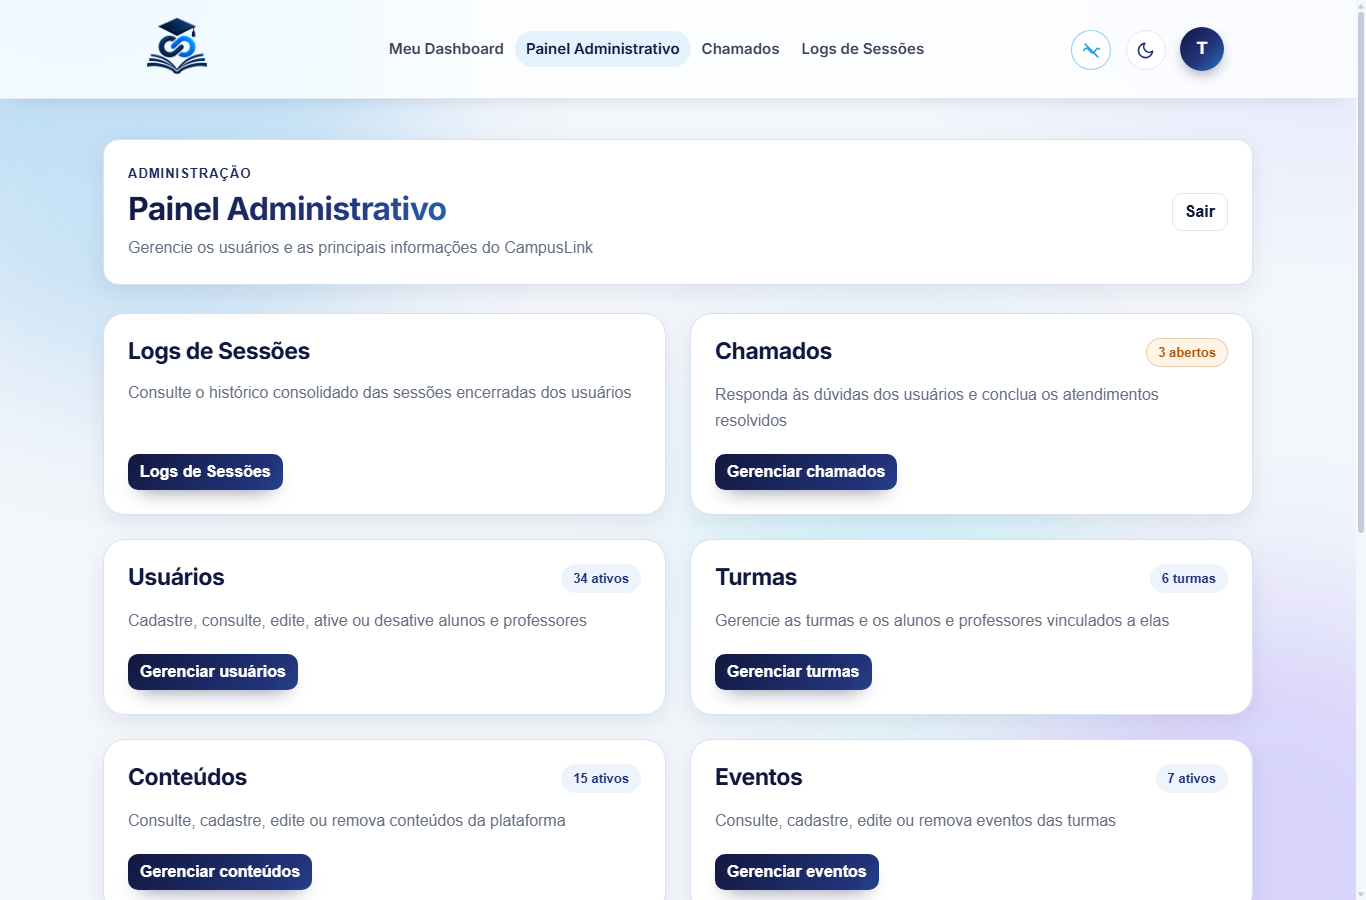 Meu Dashboard Painel Administrativo Chamados Logs de Sessões T
ADMINISTRAÇÃO
Painel Administrativo
Gerencie os usuários e as principais informações do CampusLink
Sair
Logs de Sessões
Consulte o histórico consolidado das sessões encerradas dos usuários
Logs de Sessões
Chamados
3 abertos
Responda às dúvidas dos usuários e conclua os atendimentos
resolvidos
Gerenciar chamados
Usuários
34 ativos
Cadastre, consulte, edite, ative ou desative alunos e professores
Gerenciar usuários
Turmas
6 turmas
Gerencie as turmas e os alunos e professores vinculados a elas
Gerenciar turmas
Conteúdos
15 ativos
Consulte, cadastre, edite ou remova conteúdos da plataforma
Gerenciar conteúdos
Eventos
7 ativos
Consulte, cadastre, edite ou remova eventos das turmas
Gerenciar eventos